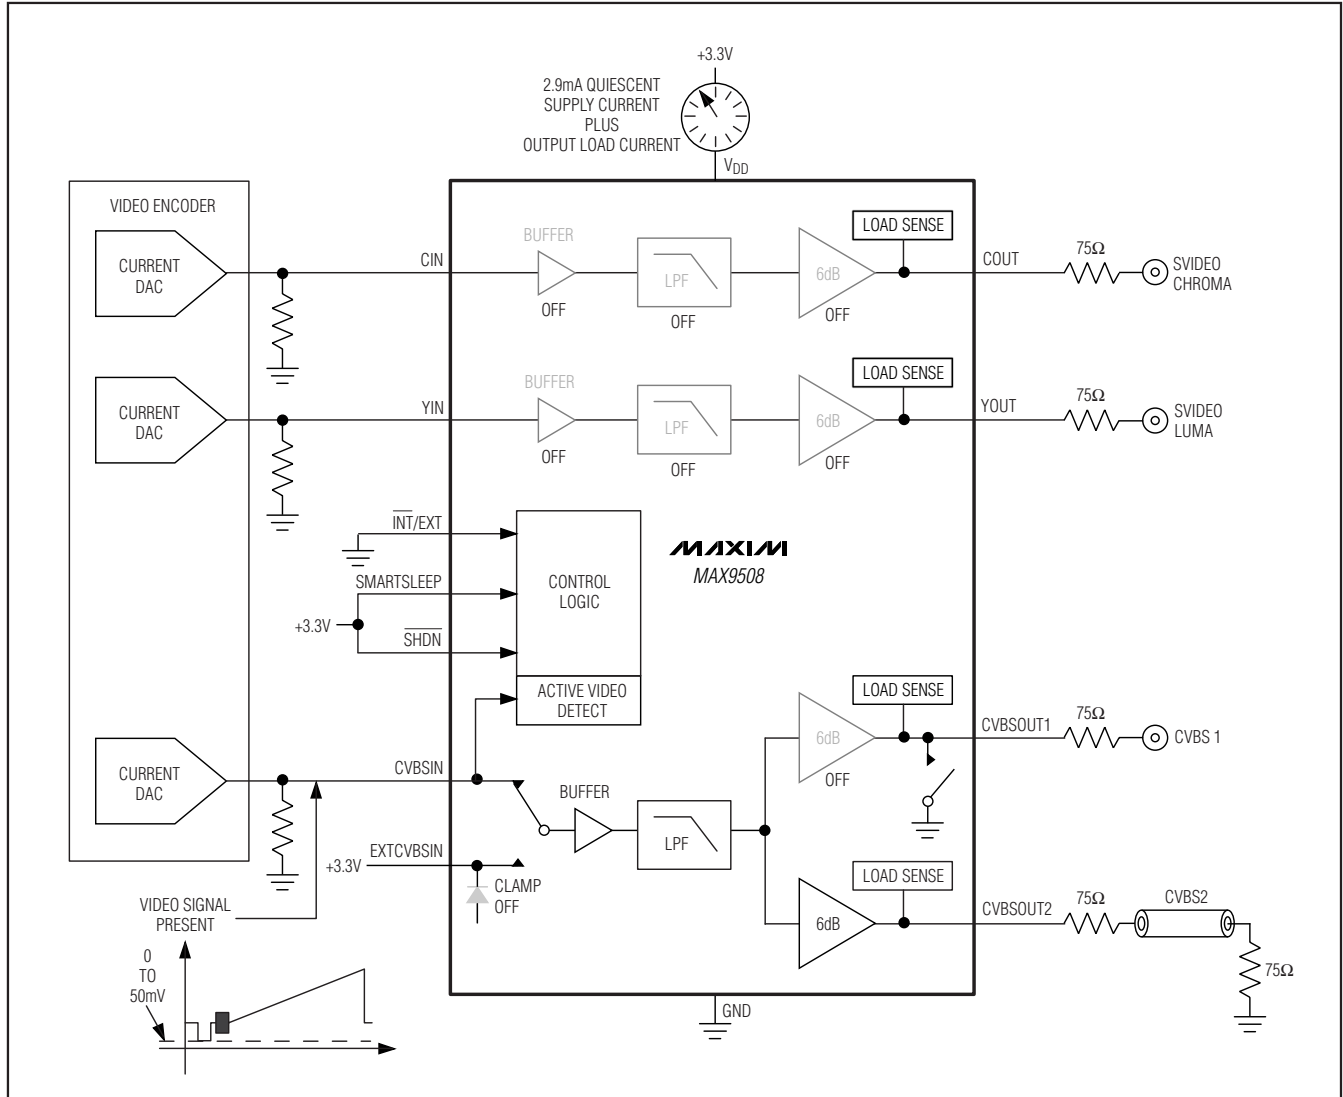 +3.3V
2.9mA QUIESCENT
SUPPLY CURRENT
PLUS
OUTPUT LOAD CURRENT
VDD
VIDEO ENCODER
CURRENT
DAC
CIN
BUFFER
OFF
LPF
OFF
6dB
OFF
LOAD SENSE
COUT
75Ω
SVIDEO
CHROMA
CURRENT
DAC
YIN
BUFFER
OFF
LPF
OFF
6dB
OFF
LOAD SENSE
YOUT
75Ω
SVIDEO
LUMA
INT/EXT
SMARTSLEEP
+3.3V
SHDN
CONTROL
LOGIC
ACTIVE VIDEO
DETECT
MAXIM
MAX9508
CURRENT
DAC
CVBSIN
BUFFER
LPF
EXTCVBSIN
+3.3V
CLAMP
OFF
6dB
OFF
LOAD SENSE
CVBSOUT1
75Ω
CVBS 1
6dB
LOAD SENSE
CVBSOUT2
75Ω
CVBS2
75Ω
GND
VIDEO SIGNAL
PRESENT
0
TO
50mV